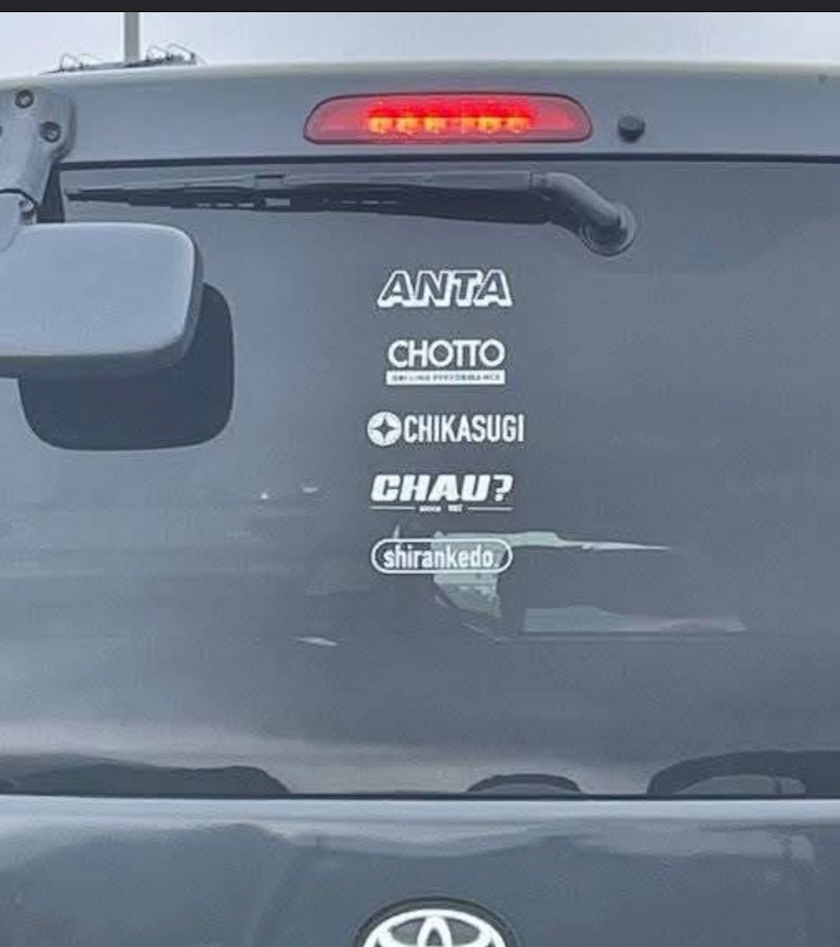 ANTA
CHOTTO
CHIKASUGI
CHAU?
shirankedo